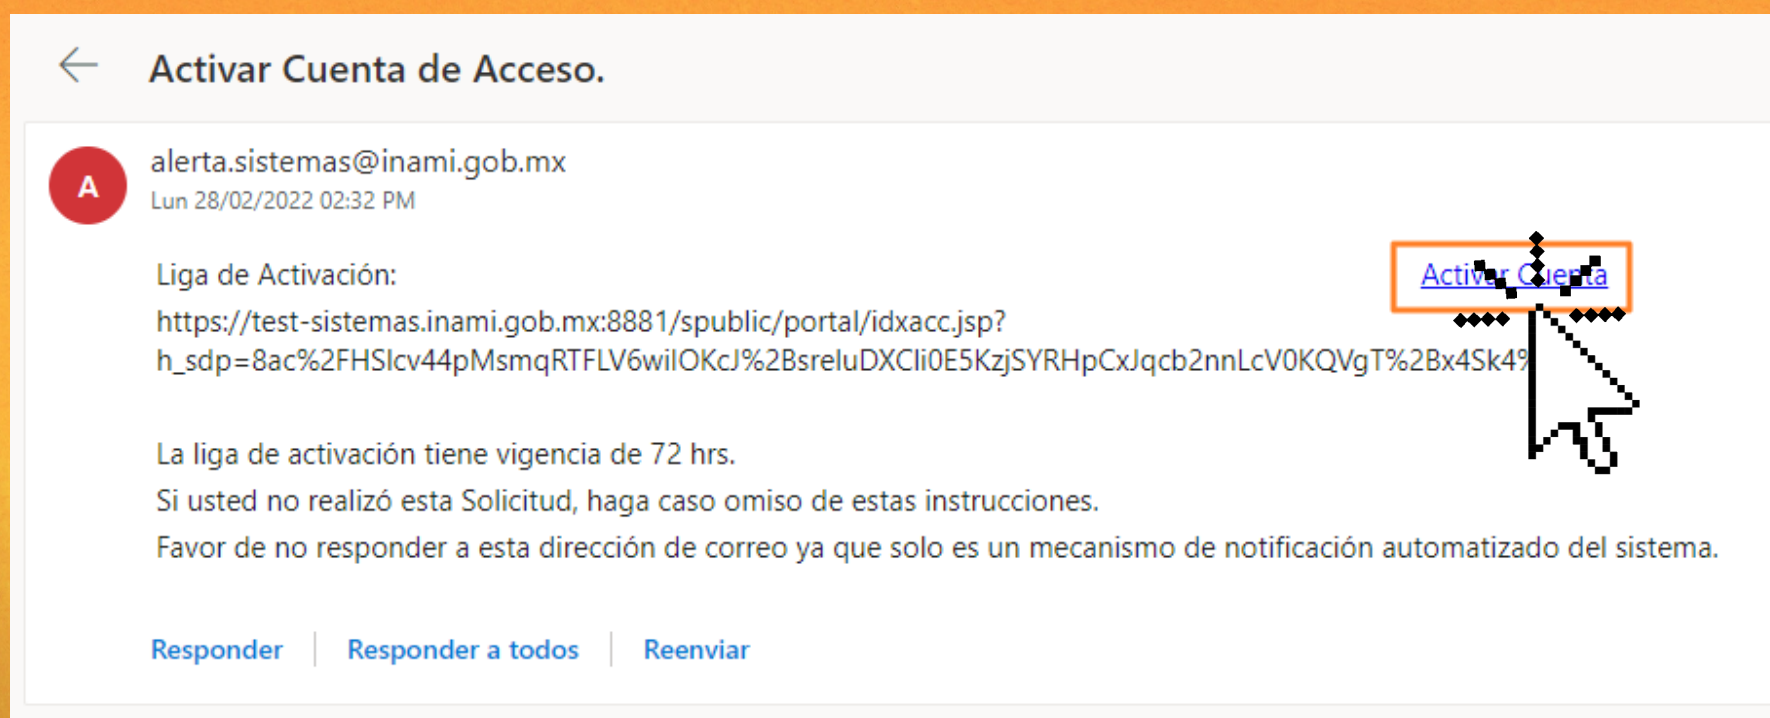 Activar Cuenta de Acceso.
A
alerta.sistemas@inami.gob.mx
Lun 28/02/2022 02:32 PM
Liga de Activación:
Activar Cuenta
https://test-sistemas.inami.gob.mx:8881/spublic/portal/idxacc.jsp?
h_sdp=8ac%2FHSlcv44pMsmqRTFLV6wilOKcJ%2BsreluDXCli0E5KzjSYRHpCxJqcb2nnLcV0KQVgT%2Bx4Sk4%
La liga de activación tiene vigencia de 72 hrs.
Si usted no realizó esta Solicitud, haga caso omiso de estas instrucciones.
Favor de no responder a esta dirección de correo ya que solo es un mecanismo de notificación automatizado del sistema.
Responder
Responder a todos
Reenviar